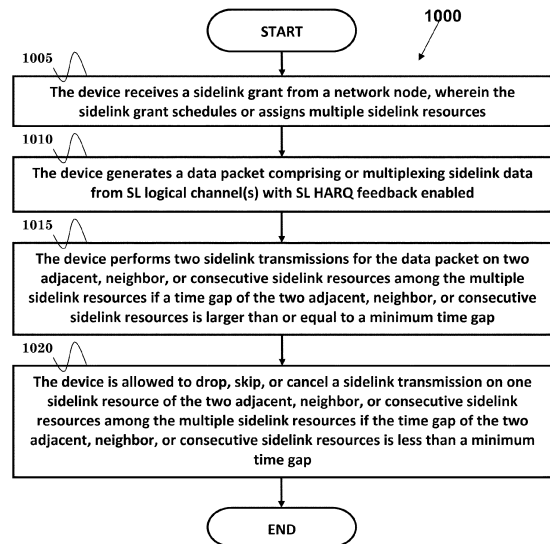 1000
START
1005
The device receives a sidelink grant from a network node, wherein the
sidelink grant schedules or assigns multiple sidelink resources
1010
The device generates a data packet comprising or multiplexing sidelink data
from SL logical channel(s) with SL HARQ feedback enabled
1015
The device performs two sidelink transmissions for the data packet on two
adjacent, neighbor, or consecutive sidelink resources among the multiple
sidelink resources if a time gap of the two adjacent, neighbor, or consecutive
sidelink resources is larger than or equal to a minimum time gap
1020
The device is allowed to drop, skip, or cancel a sidelink transmission on one
sidelink resource of the two adjacent, neighbor, or consecutive sidelink
resources among the multiple sidelink resources if the time gap of the two
adjacent, neighbor, or consecutive sidelink resources is less than a minimum
time gap
END